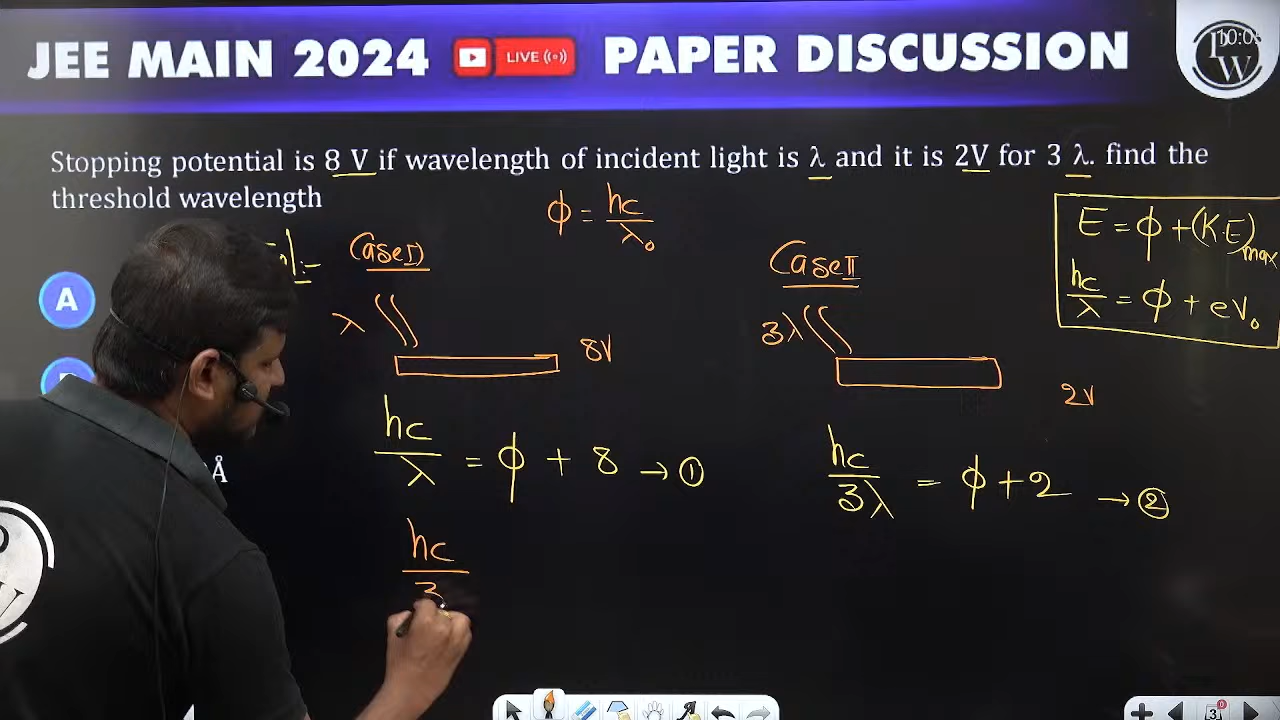 JEE MAIN 2024 LIVE PAPER DISCUSSION
Stopping potential is 8 V if wavelength of incident light is λ and it is 2V for 3 λ. find the
threshold wavelength
ϕ = hc/λ₀
E = ϕ + (K.E)max
hc/λ = ϕ + eV₀
Case I)
Case II
A
λ
8V
3λ
2V
hc/λ = ϕ + 8 → ①
hc/3λ = ϕ + 2 → ②
Å
hc/3
W
3